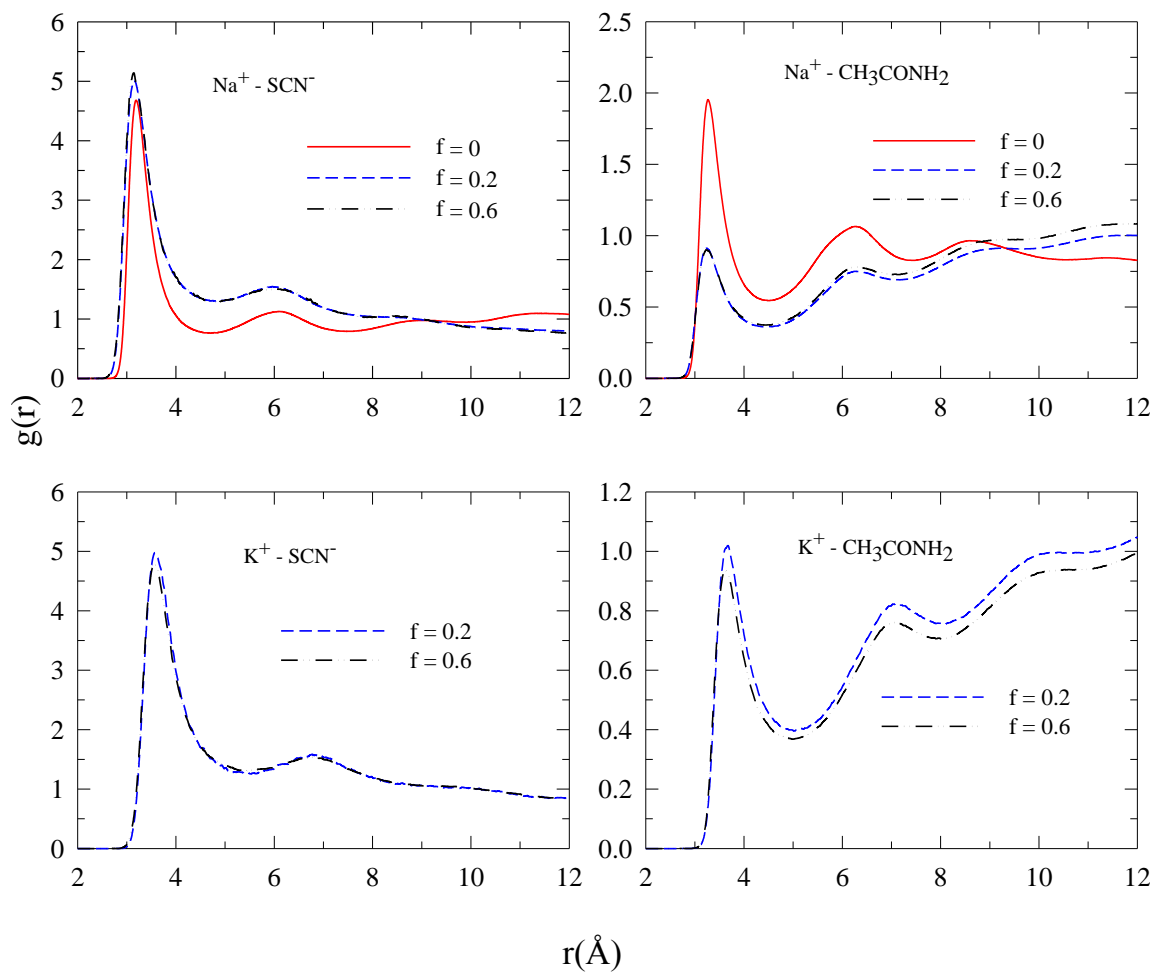 6
5
4
3
2
1
0
2 4 6 8 10 12
Na⁺ - SCN⁻
f = 0
f = 0.2
f = 0.6
2.5
2.0
1.5
1.0
0.5
0.0
2 4 6 8 10 12
Na⁺ - CH₃CONH₂
f = 0
f = 0.2
f = 0.6
g(r)
6
5
4
3
2
1
0
2 4 6 8 10 12
K⁺ - SCN⁻
f = 0.2
f = 0.6
1.2
1.0
0.8
0.6
0.4
0.2
0.0
2 4 6 8 10 12
K⁺ - CH₃CONH₂
f = 0.2
f = 0.6
r(Å)